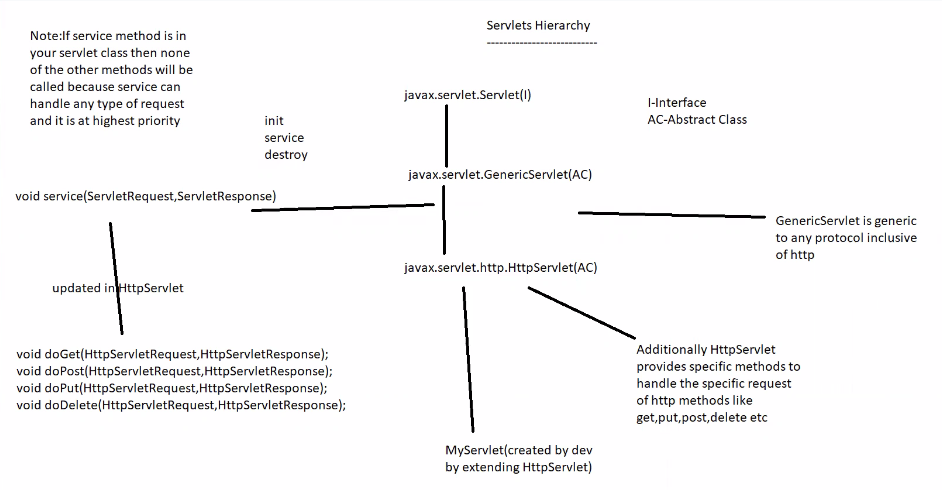 Servlets Hierarchy
---------------------------
Note:If service method is in
your servlet class then none
of the other methods will be
called because service can
handle any type of request
and it is at highest priority
javax.servlet.Servlet(I)
I-Interface
AC-Abstract Class
init
service
destroy
javax.servlet.GenericServlet(AC)
void service(ServletRequest,ServletResponse)
GenericServlet is generic
to any protocol inclusive
of http
javax.servlet.http.HttpServlet(AC)
updated in HttpServlet
void doGet(HttpServletRequest,HttpServletResponse);
void doPost(HttpServletRequest,HttpServletResponse);
void doPut(HttpServletRequest,HttpServletResponse);
void doDelete(HttpServletRequest,HttpServletResponse);
Additionally HttpServlet
provides specific methods to
handle the specific request
of http methods like
get,put,post,delete etc
MyServlet(created by dev
by extending HttpServlet)